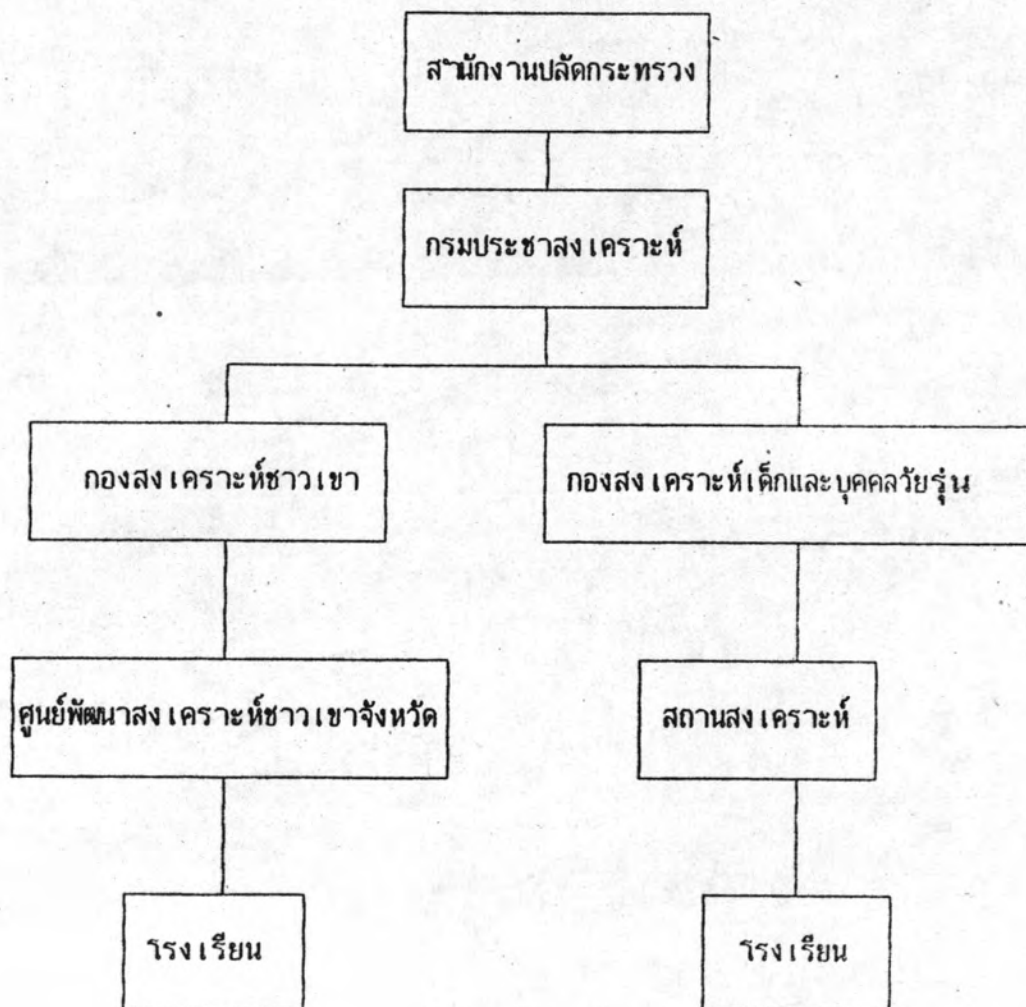 สำนักงานปลัดกระทรวง
กรมประชาสงเคราะห์
กองสงเคราะห์ชาวเขา
กองสงเคราะห์เด็กและบุคคลวัยรุ่น
ศูนย์พัฒนาสงเคราะห์ชาวเขาจังหวัด
สถานสงเคราะห์
โรงเรียน
โรงเรียน